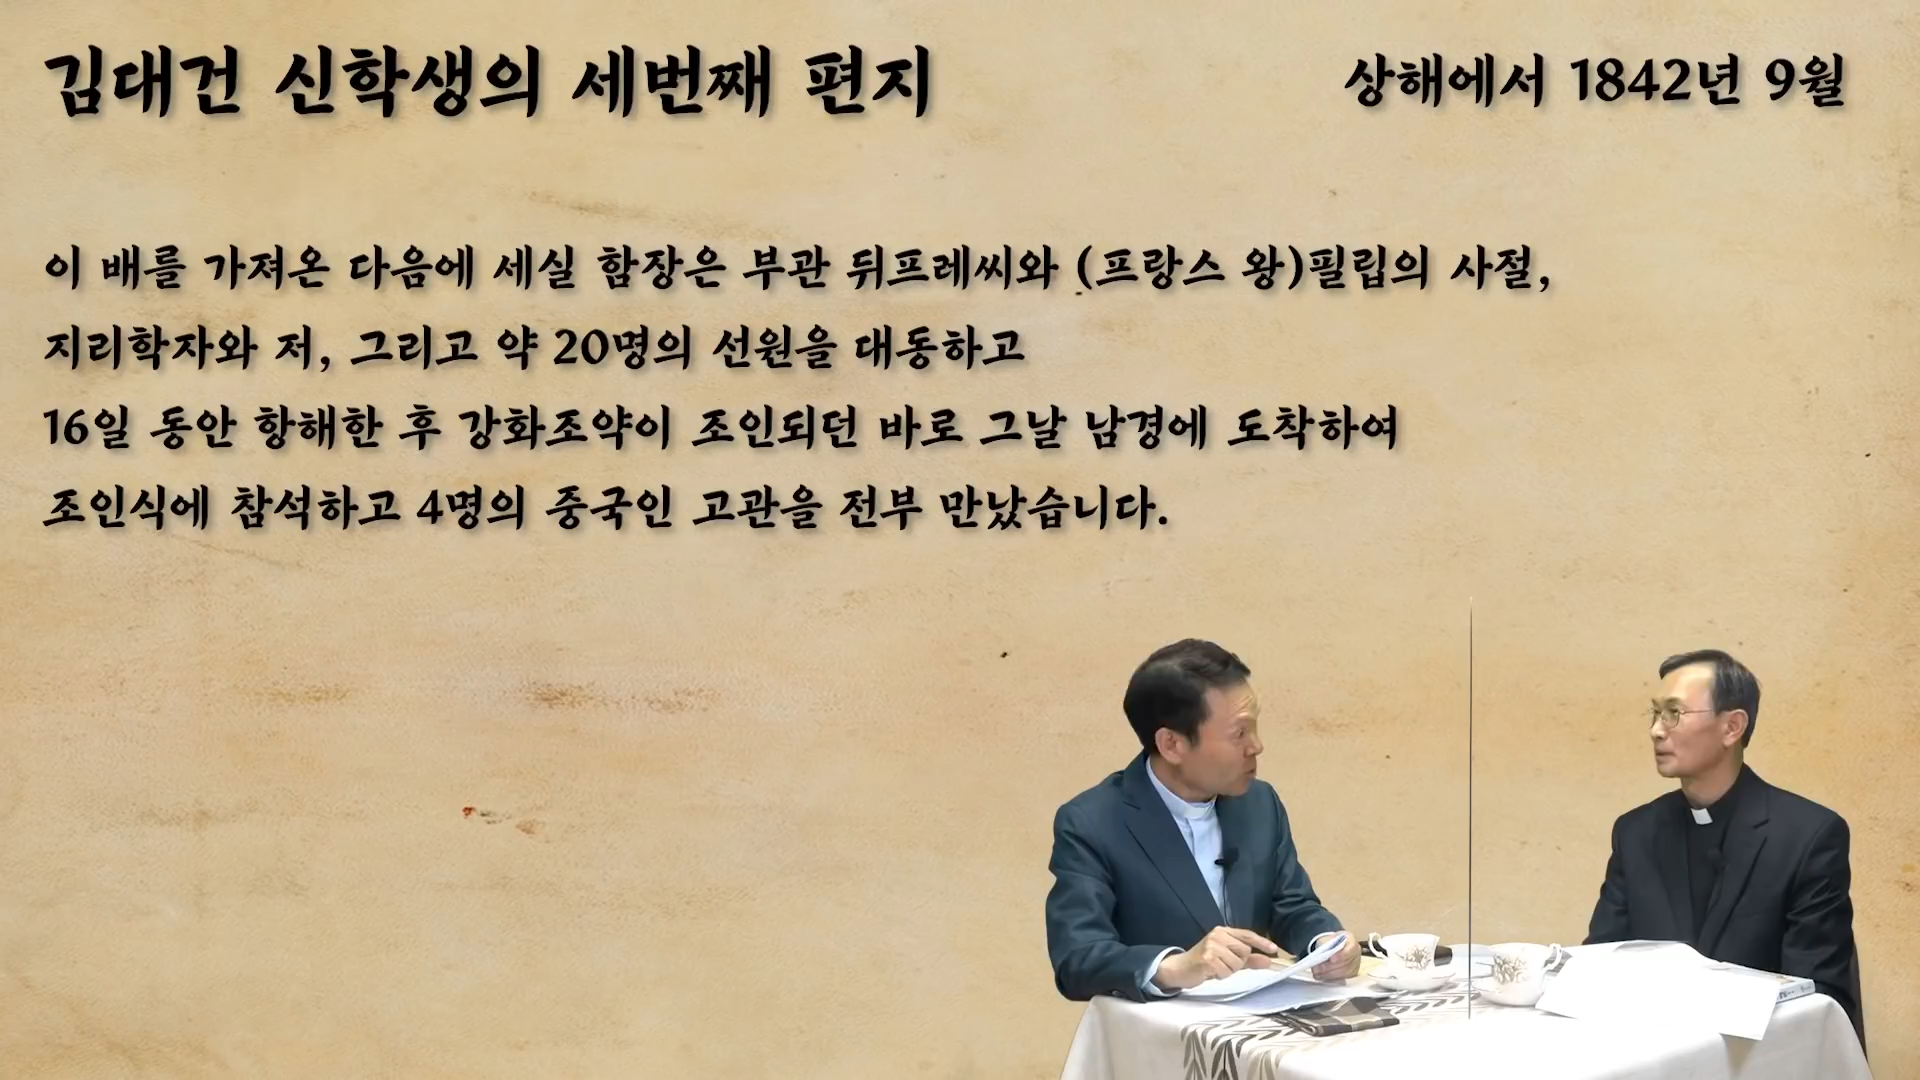 김대건 신학생의 세번째 편지
상해에서 1842년 9월
이 배를 가져온 다음에 세실 함장은 부관 뒤프레씨와 (프랑스 왕)필립의 사절,
지리학자와 저, 그리고 약 20명의 선원을 대동하고
16일 동안 항해한 후 강화조약이 조인되던 바로 그날 남경에 도착하여
조인식에 참석하고 4명의 중국인 고관을 전부 만났습니다.